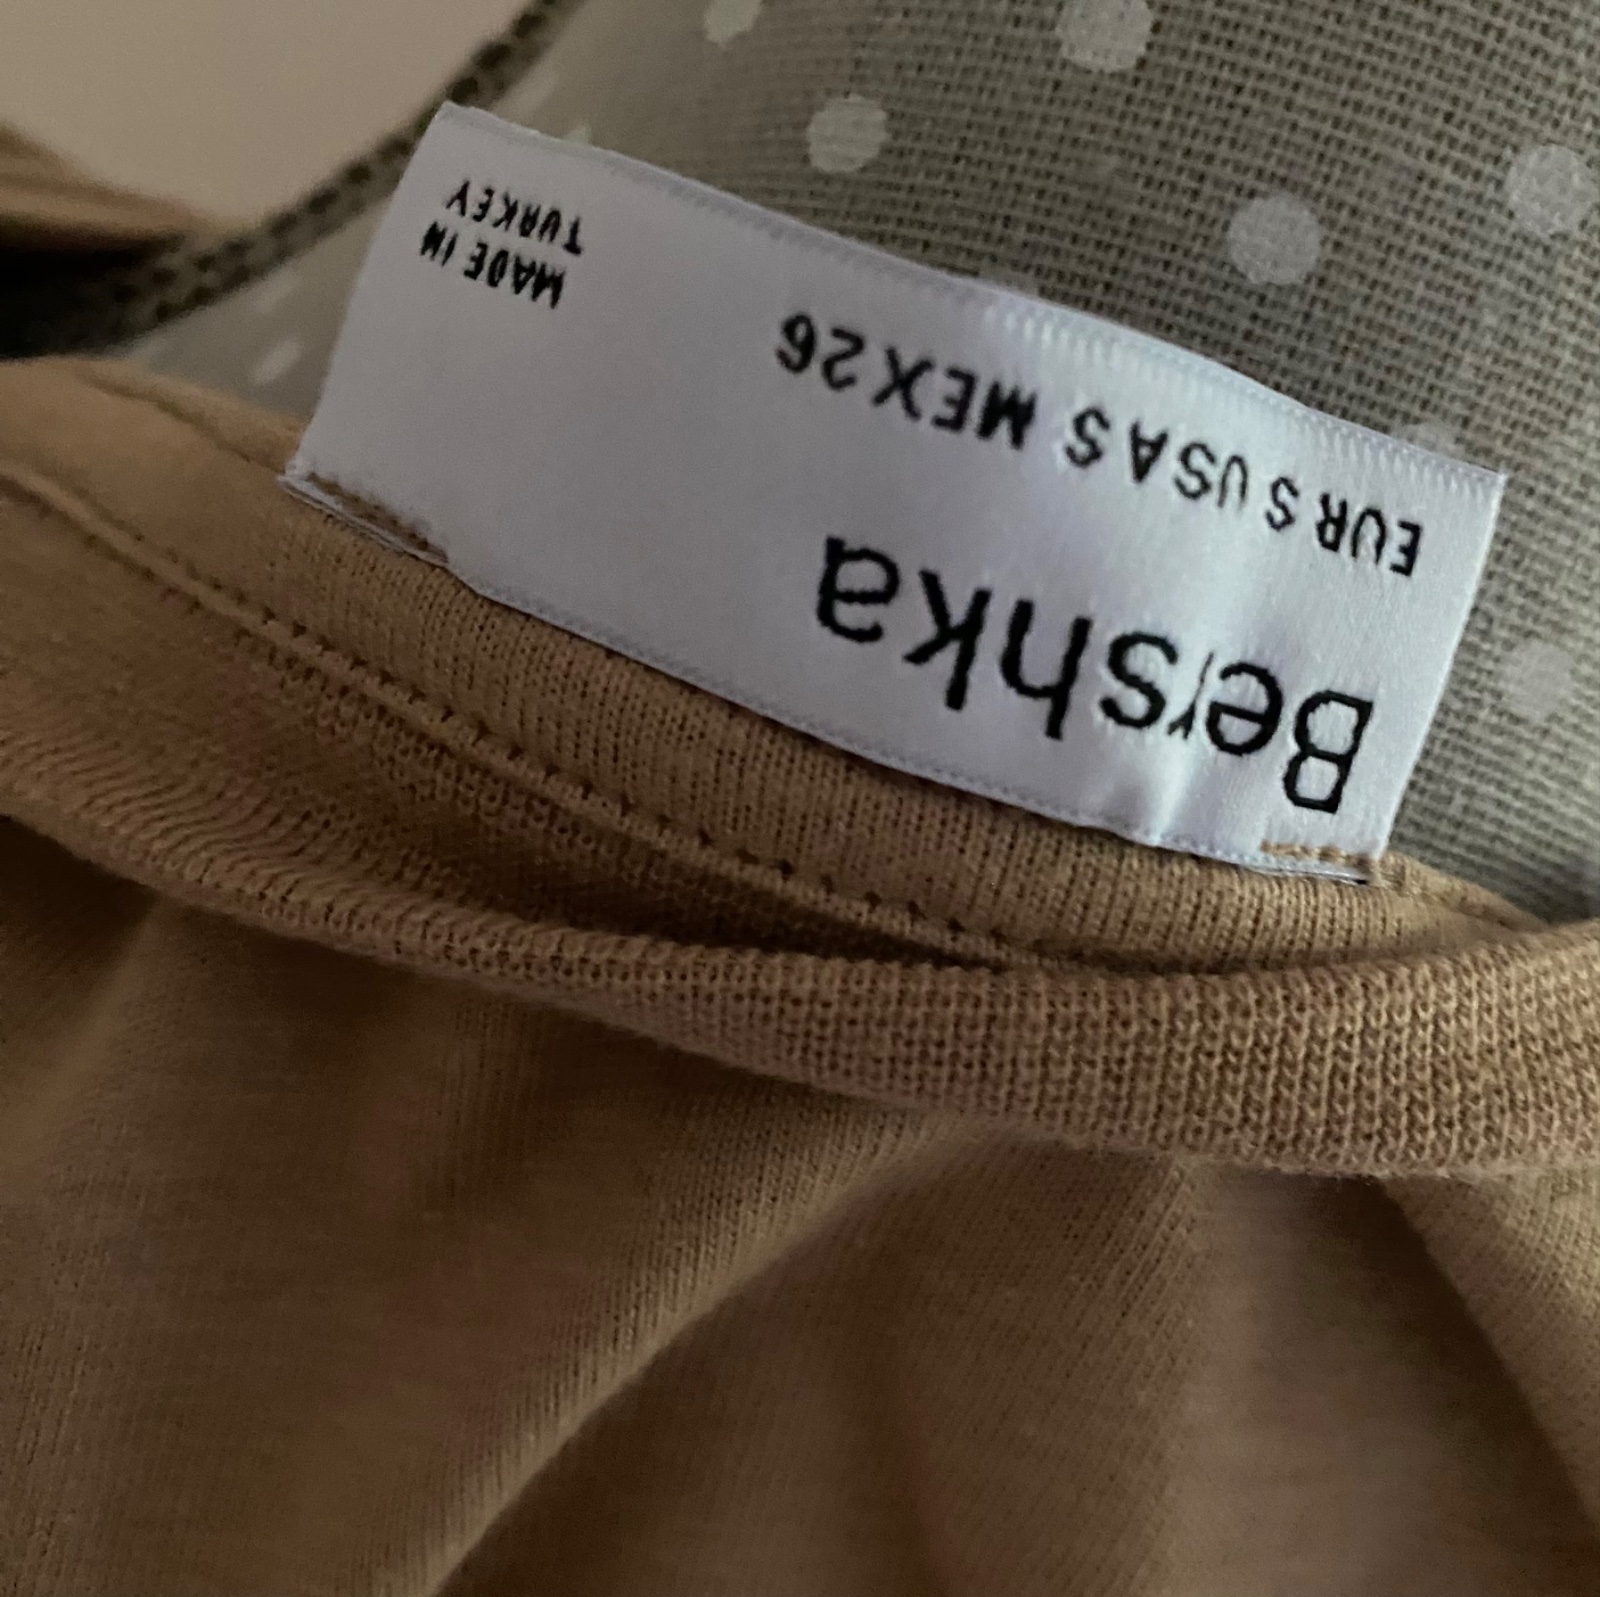 Bershka
EUR S USA S MEX 26
MADE IN
TURKEY